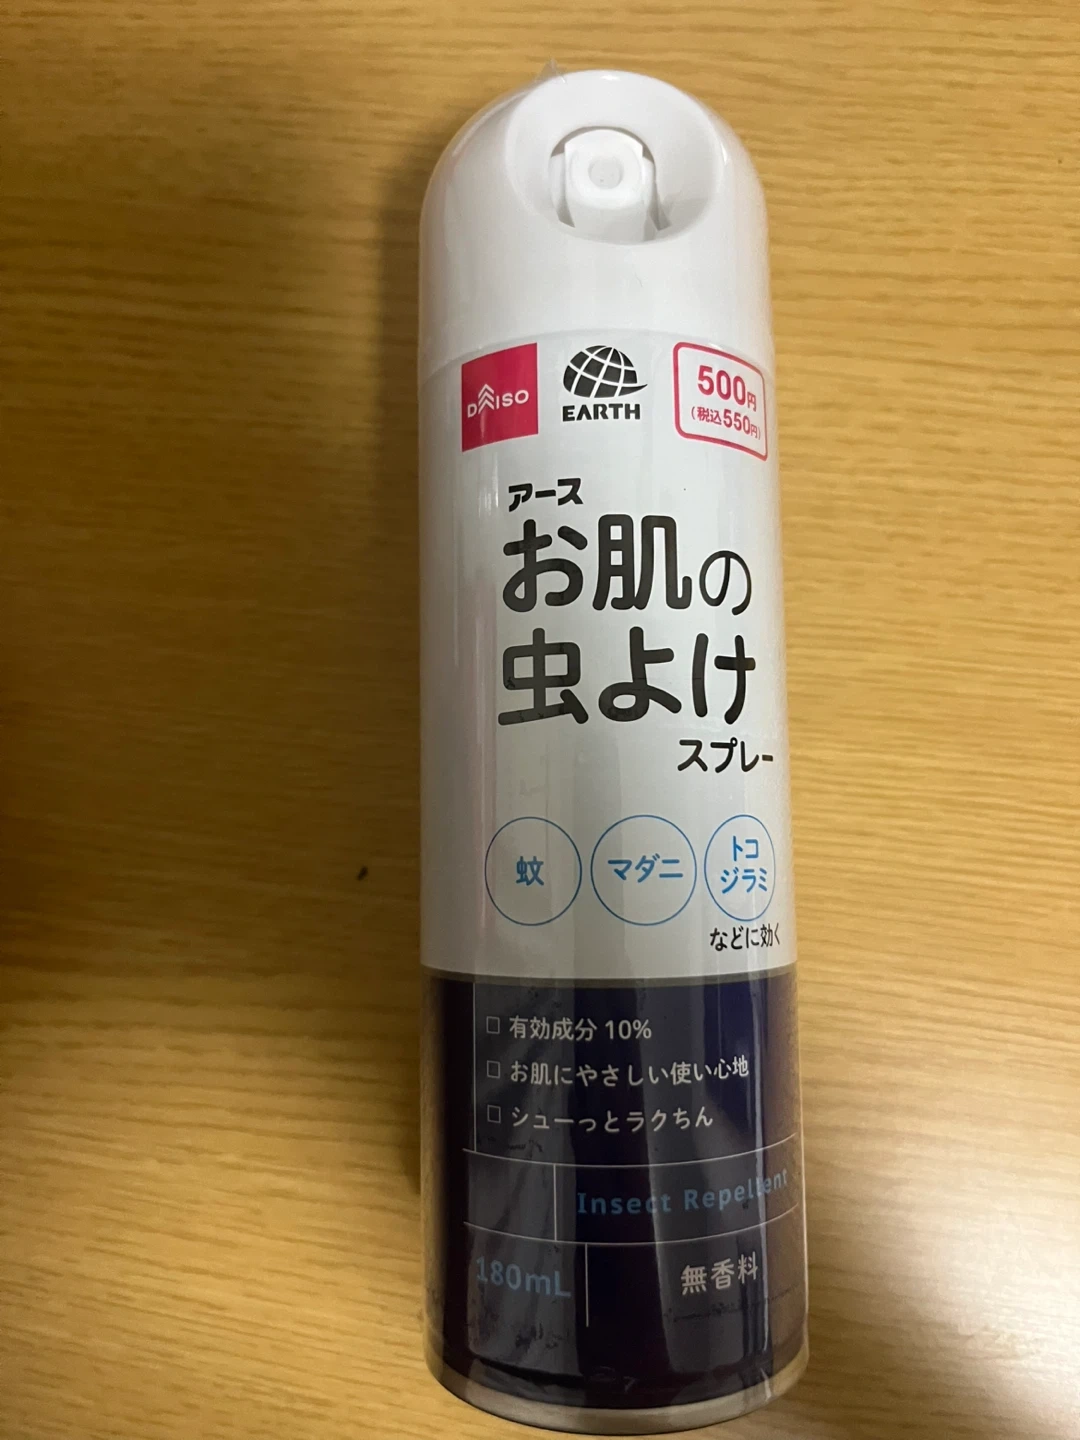 DAISO
EARTH
500円
(税込550円)
アース
お肌の
虫よけ
スプレー
蚊
マダニ
トコ
ジラミ
などに効く
有効成分 10%
お肌にやさしい使い心地
シューっとラクちん
Insect Repellent
180mL
無香料